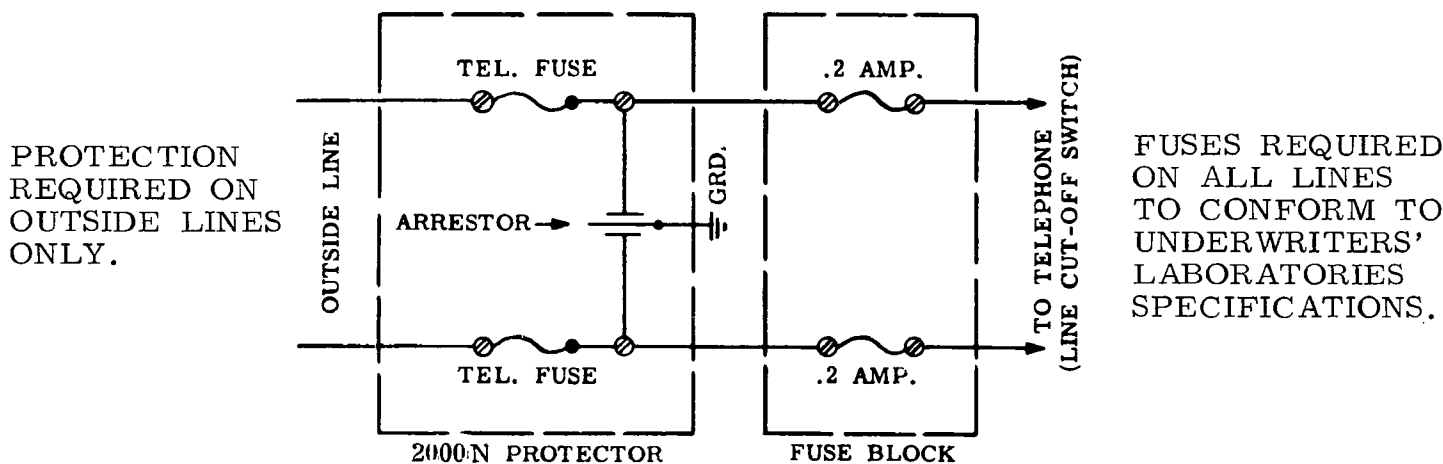 PROTECTION
REQUIRED ON
OUTSIDE LINES
ONLY.
OUTSIDE LINE
TEL. FUSE
ARRESTOR
GRD.
TEL. FUSE
2000N PROTECTOR
.2 AMP.
.2 AMP.
FUSE BLOCK
TO TELEPHONE
(LINE CUT-OFF SWITCH)
FUSES REQUIRED
ON ALL LINES
TO CONFORM TO
UNDERWRITERS'
LABORATORIES
SPECIFICATIONS.